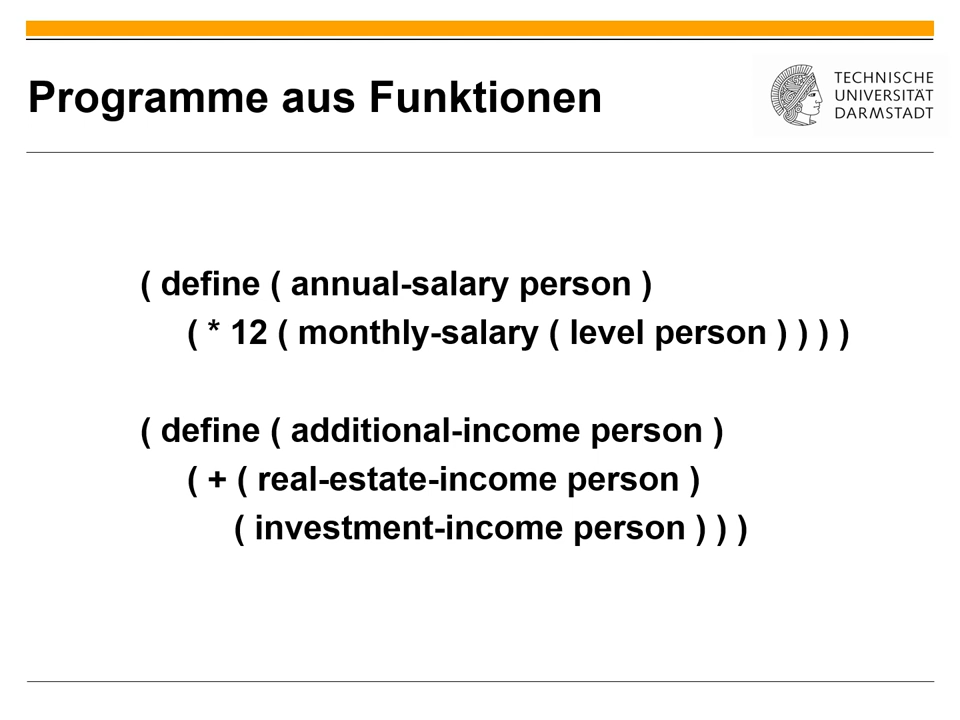 Programme aus Funktionen
TECHNISCHE
UNIVERSITÄT
DARMSTADT
( define ( annual-salary person )
( * 12 ( monthly-salary ( level person ) ) ) )
( define ( additional-income person )
( + ( real-estate-income person )
( investment-income person ) ) )